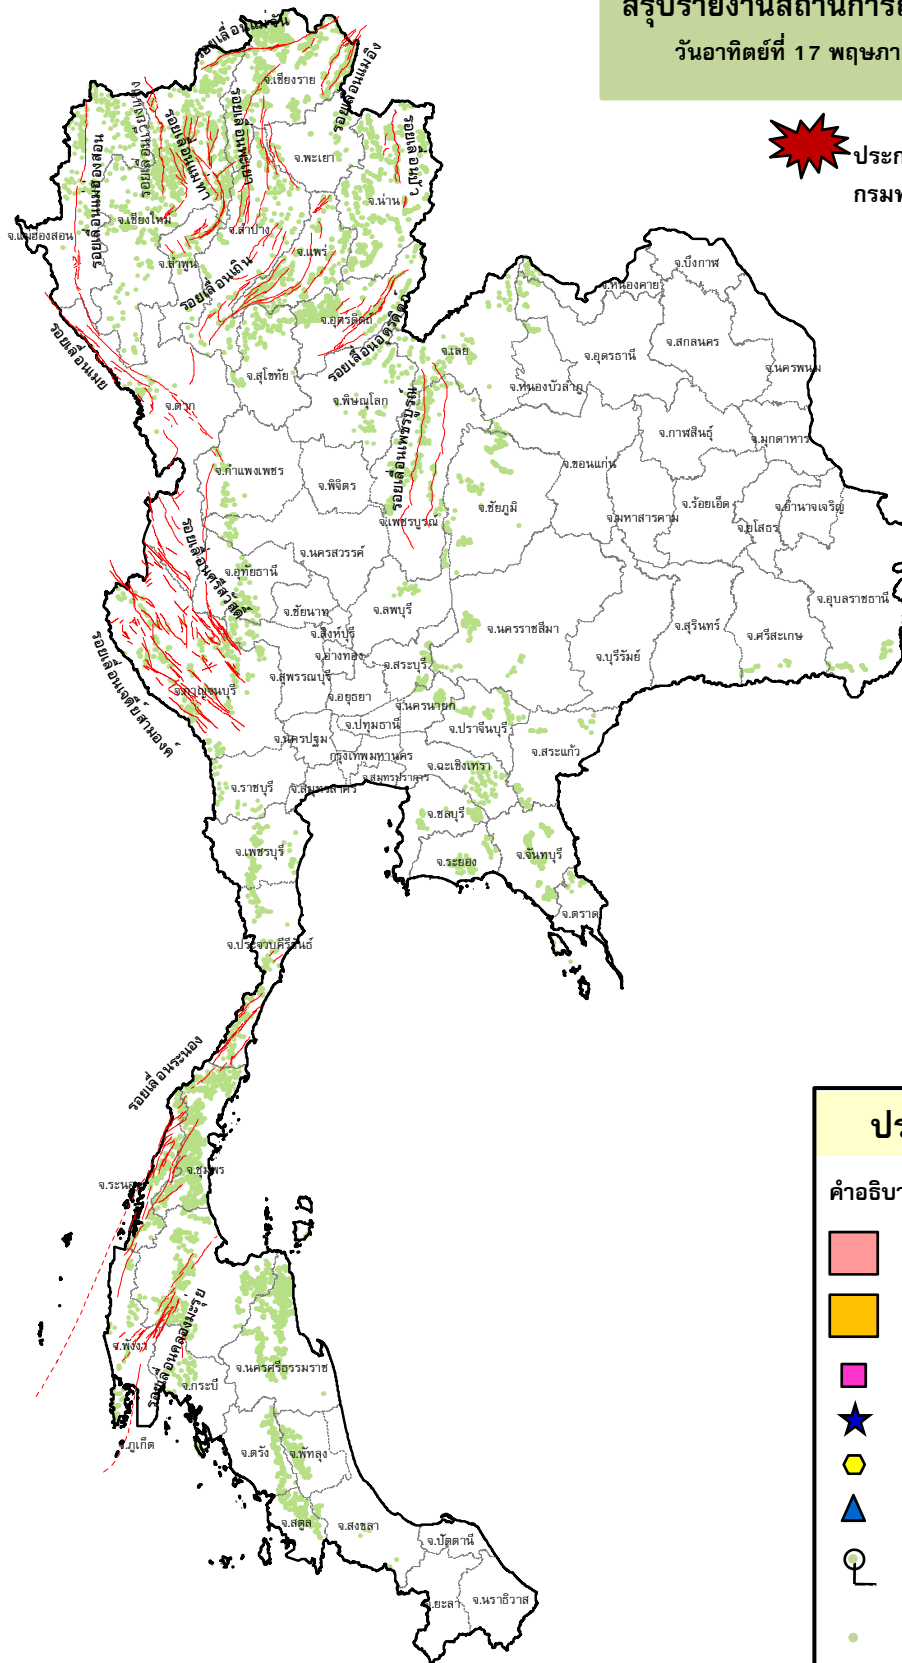 สรุปรายงานสถานการณ์
วันอาทิตย์ที่ 17 พฤษภา
ประก
กรมท
รอยเลื่อนแม่จัน
รอยเลื่อนแม่อิง
จ.เชียงราย
รอยเลื่อนแม่ฮ่องสอน
รอยเลื่อนแม่ทา
รอยเลื่อนพะเยา
จ.พะเยา
รอยเลื่อนปัว
จ.น่าน
จ.แม่ฮ่องสอน
จ.เชียงใหม่
จ.ลำปาง
จ.แพร่
จ.ลำพูน
รอยเลื่อนเถิน
จ.อุตรดิตถ์
รอยเลื่อนอุตรดิตถ์
รอยเลื่อนเมย
จ.บึงกาฬ
จ.หนองคาย
จ.สกลนคร
จ.เลย
จ.อุดรธานี
จ.นครพนม
จ.สุโขทัย
จ.หนองบัวลำภู
จ.ตาก
จ.พิษณุโลก
รอยเลื่อนเพชรบูรณ์
จ.กาฬสินธุ์
จ.มุกดาหาร
จ.กำแพงเพชร
จ.พิจิตร
จ.ขอนแก่น
จ.เพชรบูรณ์
จ.ชัยภูมิ
จ.มหาสารคาม
จ.ร้อยเอ็ด
จ.ยโสธร
จ.อำนาจเจริญ
รอยเลื่อนศรีสวัสดิ์
จ.นครสวรรค์
จ.อุทัยธานี
จ.ชัยนาท
จ.ลพบุรี
จ.สิงห์บุรี
จ.นครราชสีมา
จ.บุรีรัมย์
จ.สุรินทร์
จ.ศรีสะเกษ
จ.อุบลราชธานี
รอยเลื่อนเจดีย์สามองค์
จ.อ่างทอง
จ.สระบุรี
จ.สุพรรณบุรี
จ.กาญจนบุรี
จ.อยุธยา
จ.นครนายก
จ.ปทุมธานี
จ.ปราจีนบุรี
จ.นครปฐม
กรุงเทพมหานคร
จ.สระแก้ว
จ.ฉะเชิงเทรา
จ.สมุทรปราการ
จ.ราชบุรี
จ.สมุทรสาคร
จ.ชลบุรี
จ.เพชรบุรี
จ.ระยอง
จ.จันทบุรี
จ.ตราด
จ.ประจวบคีรีขันธ์
รอยเลื่อนระนอง
จ.ระนอง
จ.ชุมพร
รอยเลื่อนคลองมะรุ่ย
จ.พังงา
จ.กระบี่
จ.นครศรีธรรมราช
จ.ภูเก็ต
จ.ตรัง
จ.พัทลุง
จ.สตูล
จ.สงขลา
จ.ปัตตานี
จ.ยะลา
จ.นราธิวาส
ปร
คำอธิบา